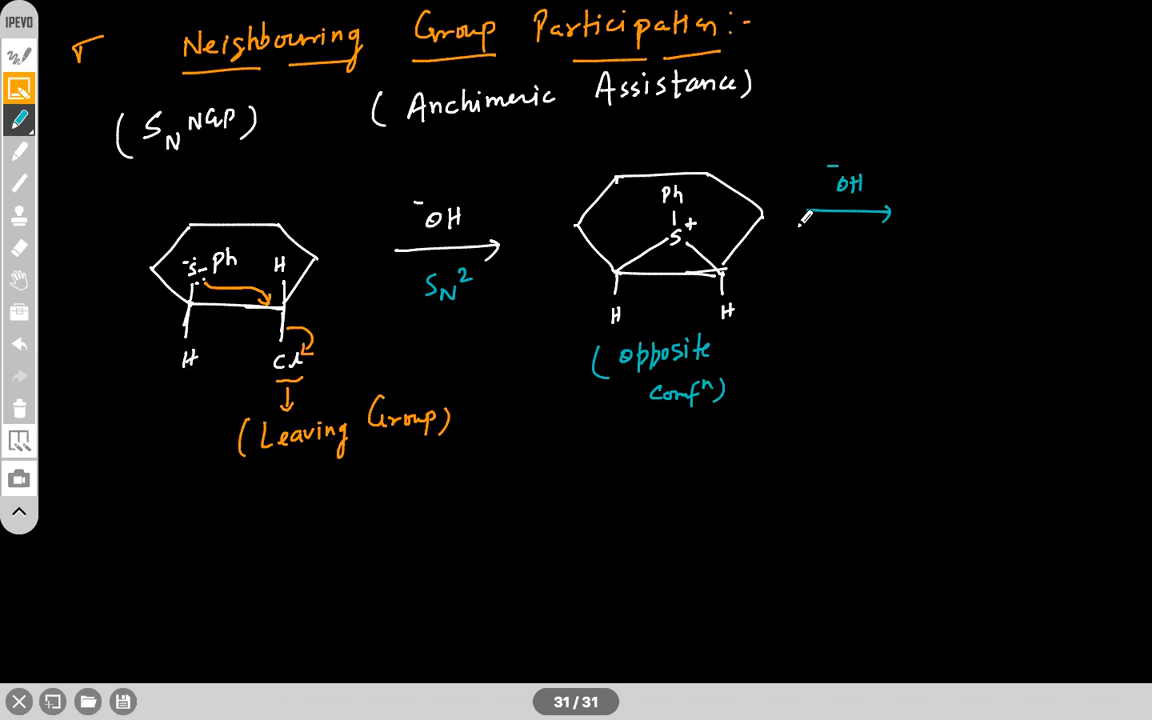 IPEVO
Neighbouring Group Participation :-
(Anchimeric Assistance)
(SN NGP)
-S̈-Ph
H
H
Cl
(Leaving Group)
⁻OH
SN2
Ph
S+
H
H
(opposite
confⁿ)
⁻OH
31 / 31